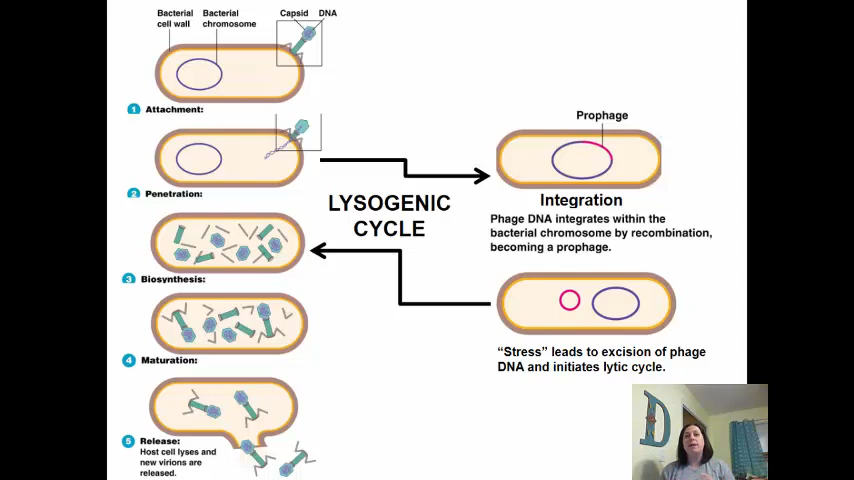 Bacterial
cell wall
Bacterial
chromosome
Capsid
DNA
1 Attachment:
2 Penetration:
3 Biosynthesis:
4 Maturation:
5 Release:
Host cell lyses and
new virions are
released.
LYSOGENIC
CYCLE
Prophage
Integration
Phage DNA integrates within the
bacterial chromosome by recombination,
becoming a prophage.
“Stress” leads to excision of phage
DNA and initiates lytic cycle.
D